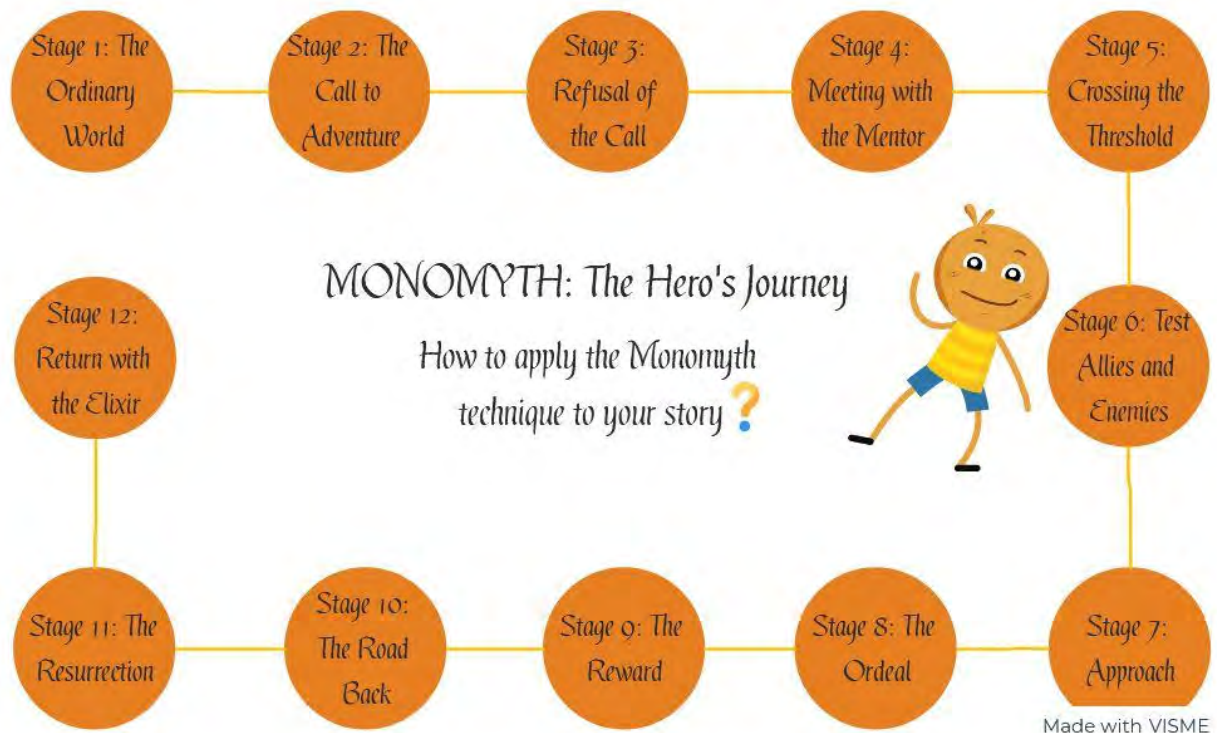 Stage 1: The
Ordinary
World
Stage 2: The
Call to
Adventure
Stage 3:
Refusal of
the Call
Stage 4:
Meeting with
the Mentor
Stage 5:
Crossing the
Threshold
MONOMYTH: The Hero's Journey
How to apply the Monomyth
technique to your story?
Stage 6: Test
Allies and
Enemies
Stage 7:
Approach
Stage 8: The
Ordeal
Stage 9: The
Reward
Stage 10:
The Road
Back
Stage 11: The
Resurrection
Stage 12:
Return with
the Elixir
Made with VISME